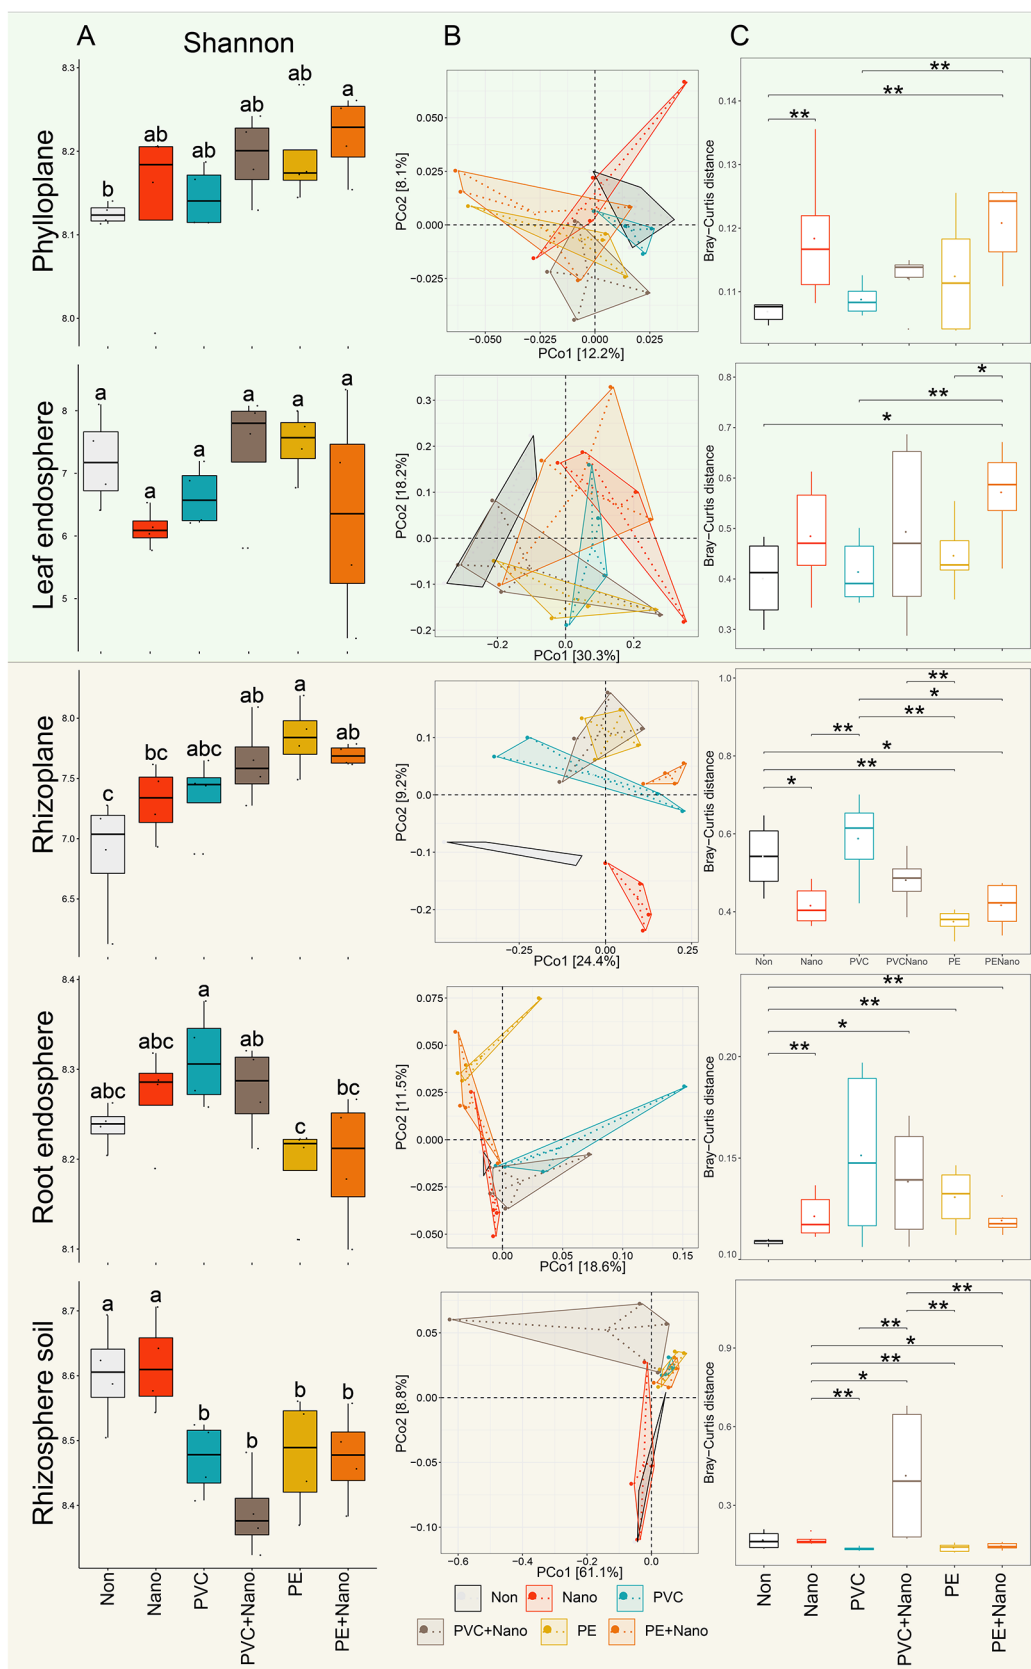 A
B
C
Shannon
Phylloplane
8.3
8.2
8.1
8.0
b
ab
ab
ab
ab
a
PCo2 [8.1%]
0.050
0.025
0.000
−0.025
−0.050
−0.025
0.000
0.025
PCo1 [12.2%]
Bray−Curtis distance
0.14
0.13
0.12
0.11
**
**
**
Leaf endosphere
8
7
6
5
a
a
a
a
a
a
PCo2 [18.2%]
0.3
0.2
0.1
0.0
−0.1
−0.2
−0.2
0.0
0.2
PCo1 [30.3%]
Bray−Curtis distance
0.8
0.7
0.6
0.5
0.4
0.3
*
**
*
Rhizoplane
8.0
7.5
7.0
6.5
c
bc
abc
ab
a
ab
PCo2 [9.2%]
0.1
0.0
−0.1
−0.2
−0.25
0.00
0.25
PCo1 [24.4%]
Bray−Curtis distance
1.0
0.8
0.6
0.4
**
*
**
**
*
**
*
Non
Nano
PVC
PVCNano
PE
PENano
Root endosphere
8.4
8.3
8.2
8.1
abc
abc
a
ab
c
bc
PCo2 [11.5%]
0.075
0.050
0.025
0.000
−0.025
−0.050
0.00
0.05
0.10
0.15
PCo1 [18.6%]
Bray−Curtis distance
0.20
0.15
0.10
**
**
*
**
Rhizosphere soil
8.7
8.6
8.5
8.4
a
a
b
b
b
b
Non
Nano
PVC
PVC+Nano
PE
PE+Nano
PCo2 [8.8%]
0.05
0.00
−0.05
−0.10
−0.6
−0.4
−0.2
0.0
PCo1 [61.1%]
Bray−Curtis distance
0.9
0.6
0.3
**
**
**
*
**
*
**
Non
Nano
PVC
PVC+Nano
PE
PE+Nano
Non
Nano
PVC
PVC+Nano
PE
PE+Nano